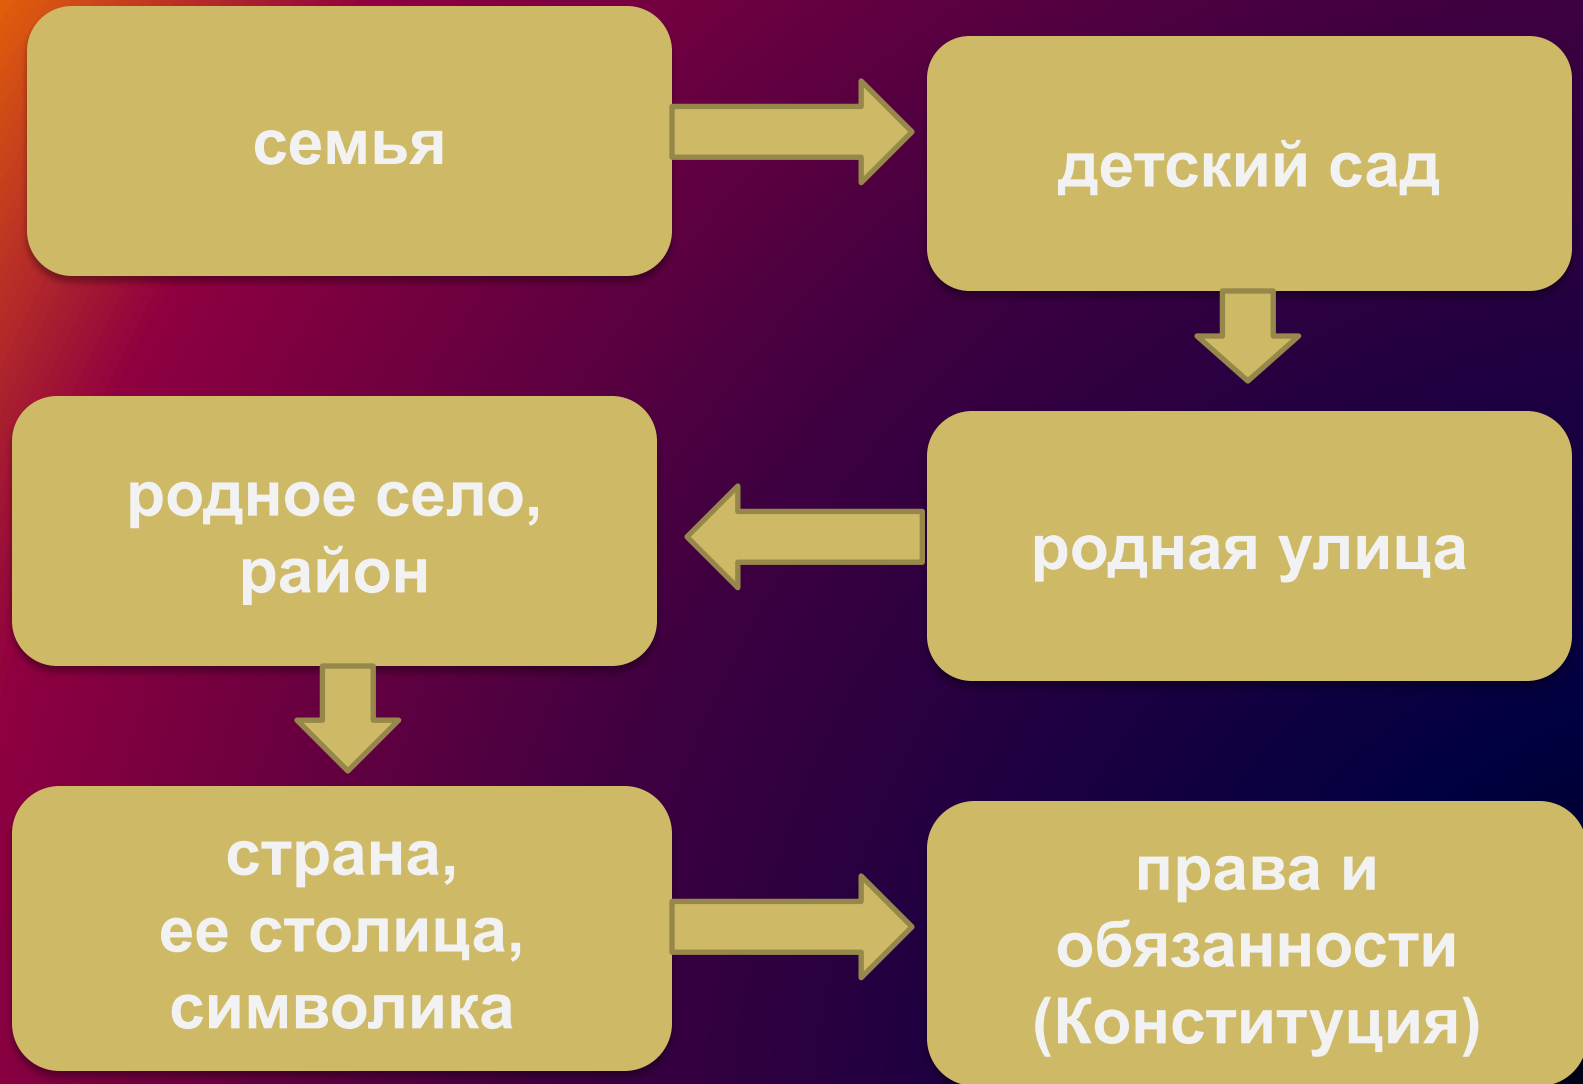 семья
детский сад
родная улица
родное село,
район
страна,
ее столица,
символика
права и
обязанности
(Конституция)